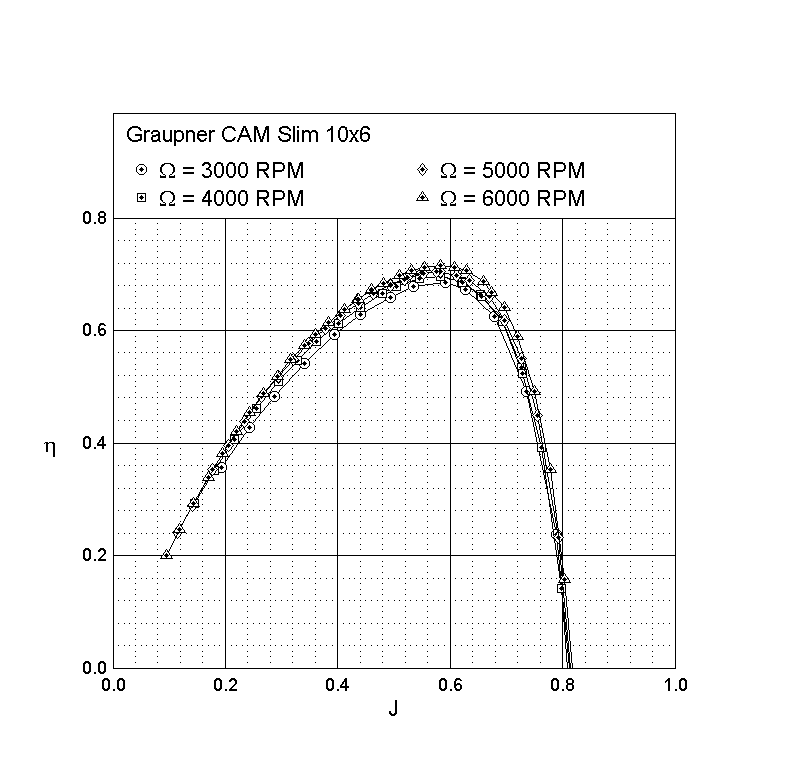 Graupner CAM Slim 10x6
Ω = 3000 RPM
Ω = 5000 RPM
Ω = 4000 RPM
Ω = 6000 RPM
0.8
0.6
η
0.4
0.2
0.0
0.0 0.2 0.4 0.6 0.8 1.0
J